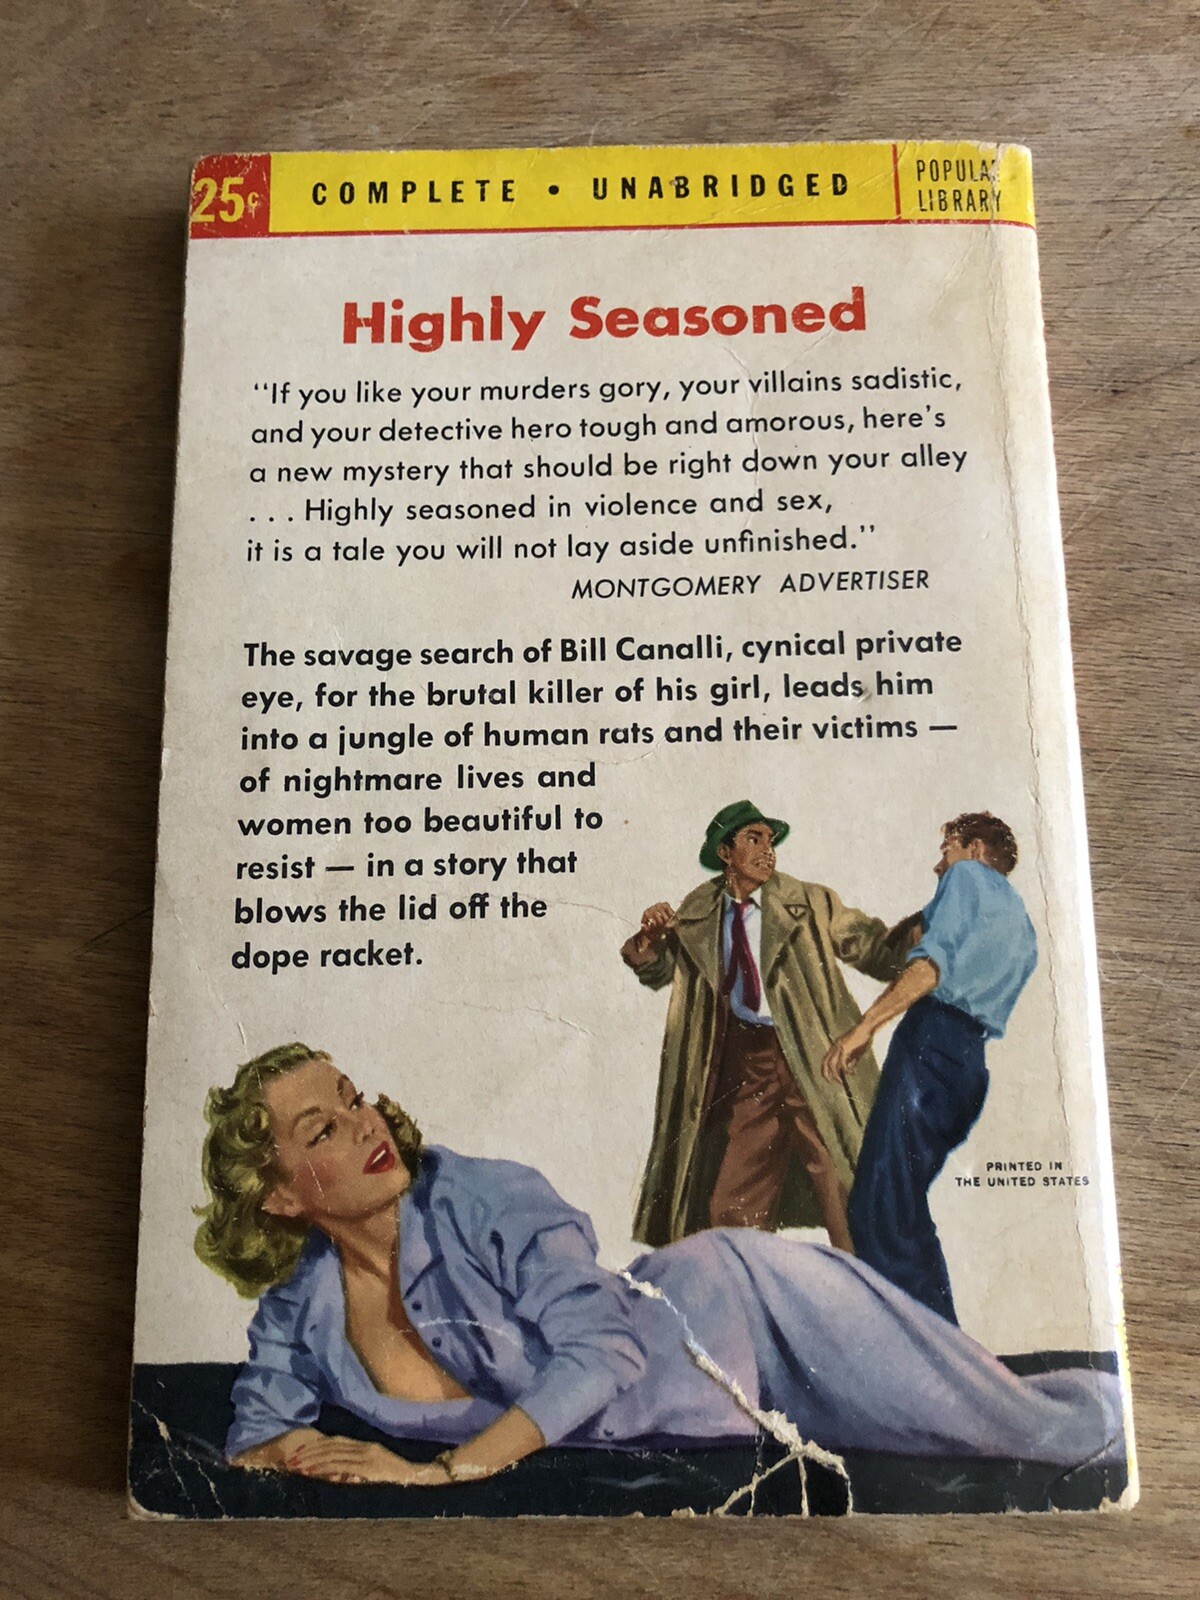 25¢ COMPLETE • UNABRIDGED POPULAR
LIBRARY
Highly Seasoned
“If you like your murders gory, your villains sadistic,
and your detective hero tough and amorous, here's
a new mystery that should be right down your alley
. . . Highly seasoned in violence and sex,
it is a tale you will not lay aside unfinished.”
MONTGOMERY ADVERTISER
The savage search of Bill Canalli, cynical private
eye, for the brutal killer of his girl, leads him
into a jungle of human rats and their victims —
of nightmare lives and
women too beautiful to
resist — in a story that
blows the lid off the
dope racket.
PRINTED IN
THE UNITED STATES